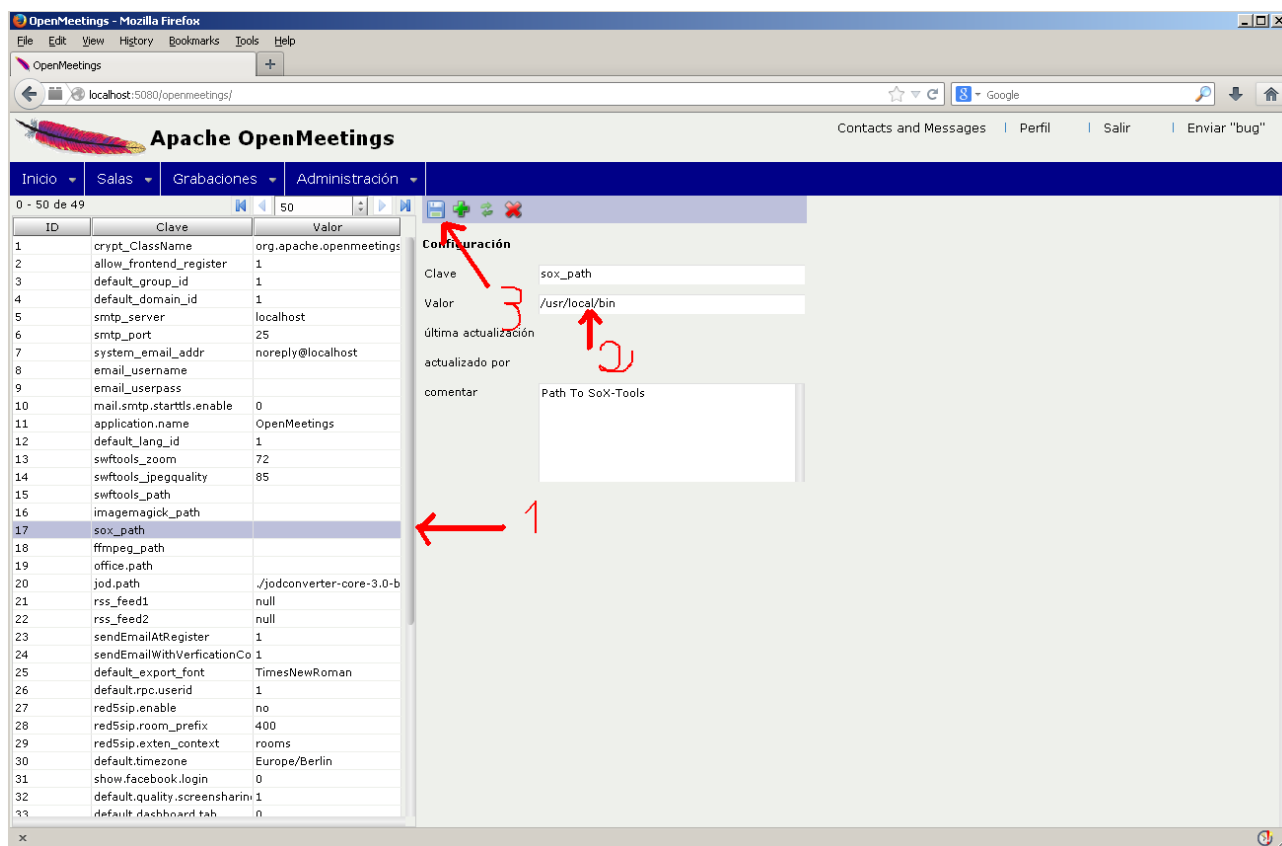 OpenMeetings - Mozilla Firefox
File Edit View History Bookmarks Tools Help
OpenMeetings
localhost:5080/openmeetings/
Google
Apache OpenMeetings
Contacts and Messages | Perfil | Salir | Enviar "bug"
Inicio Salas Grabaciones Administración
0 - 50 de 49 50
ID Clave Valor
1 crypt_ClassName org.apache.openmeetings
2 allow_frontend_register 1
3 default_group_id 1
4 default_domain_id 1
5 smtp_server localhost
6 smtp_port 25
7 system_email_addr noreply@localhost
8 email_username
9 email_userpass
10 mail.smtp.starttls.enable 0
11 application.name OpenMeetings
12 default_lang_id 1
13 swftools_zoom 72
14 swftools_jpegquality 85
15 swftools_path
16 imagemagick_path
17 sox_path
18 ffmpeg_path
19 office.path
20 jod.path ./jodconverter-core-3.0-b
21 rss_feed1 null
22 rss_feed2 null
23 sendEmailAtRegister 1
24 sendEmailWithVerficationCo 1
25 default_export_font TimesNewRoman
26 default.rpc.userid 1
27 red5sip.enable no
28 red5sip.room_prefix 400
29 red5sip.exten_context rooms
30 default.timezone Europe/Berlin
31 show.facebook.login 0
32 default.quality.screensharin 1
33 default.dashboard.tab 0
Configuración
Clave sox_path
Valor /usr/local/bin
última actualización
actualizado por
comentar Path To SoX-Tools
3
2
1